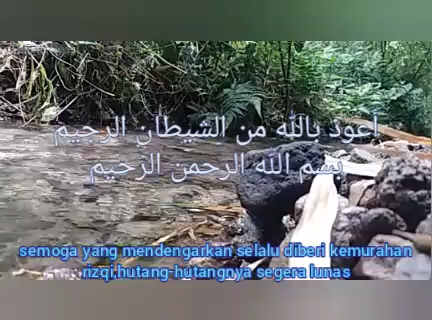 أعوذ بالله من الشيطان الرجيم
بسم الله الرحمن الرحيم
semoga yang mendengarkan selalu diberi kemurahan
rizqi,hutang-hutangnya segera lunas